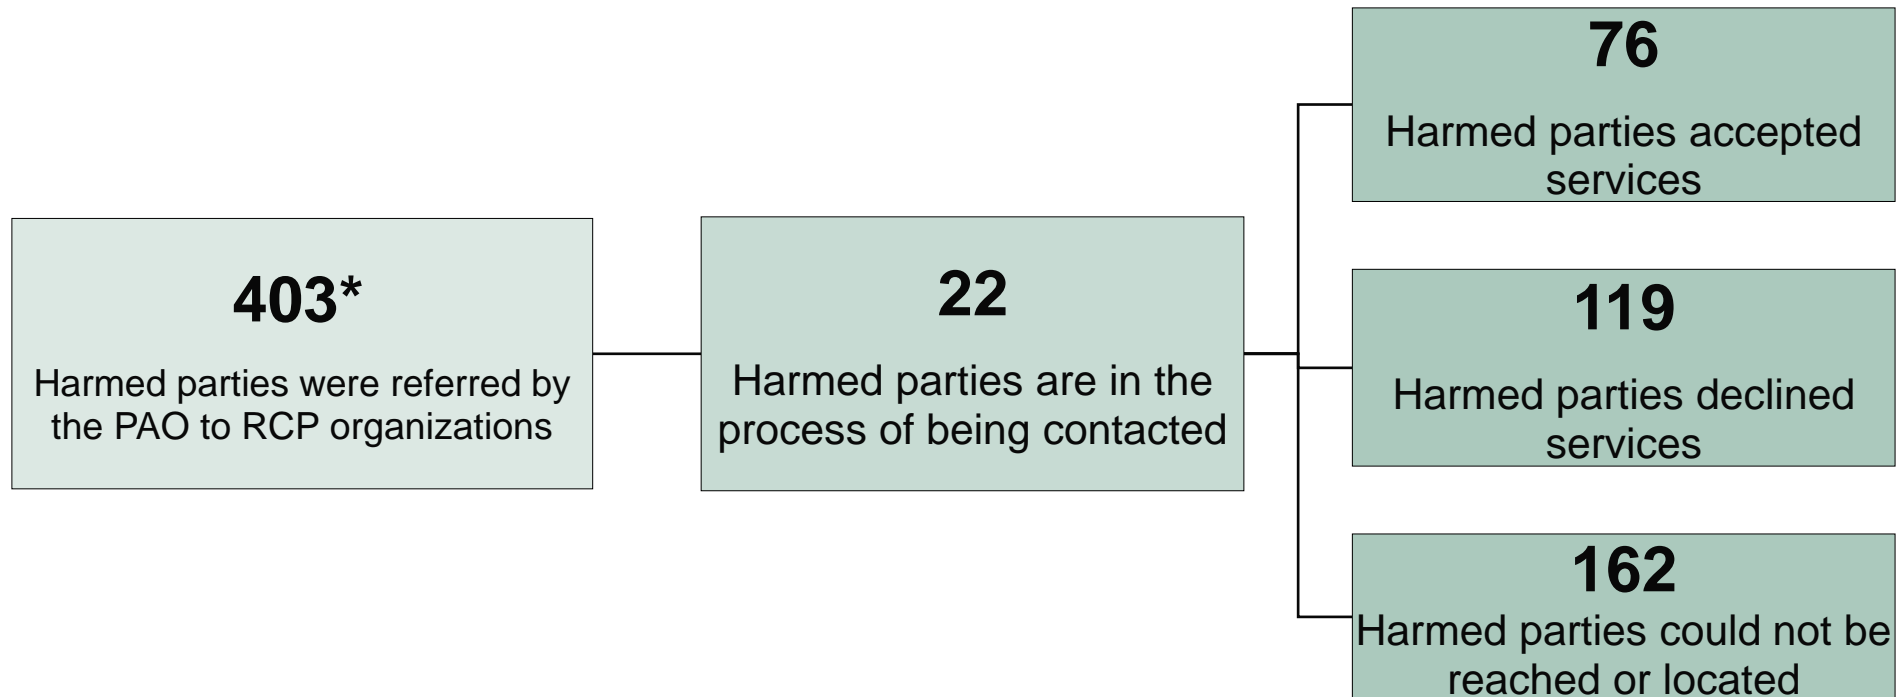 403*
Harmed parties were referred by
the PAO to RCP organizations
22
Harmed parties are in the
process of being contacted
76
Harmed parties accepted
services
119
Harmed parties declined
services
162
Harmed parties could not be
reached or located